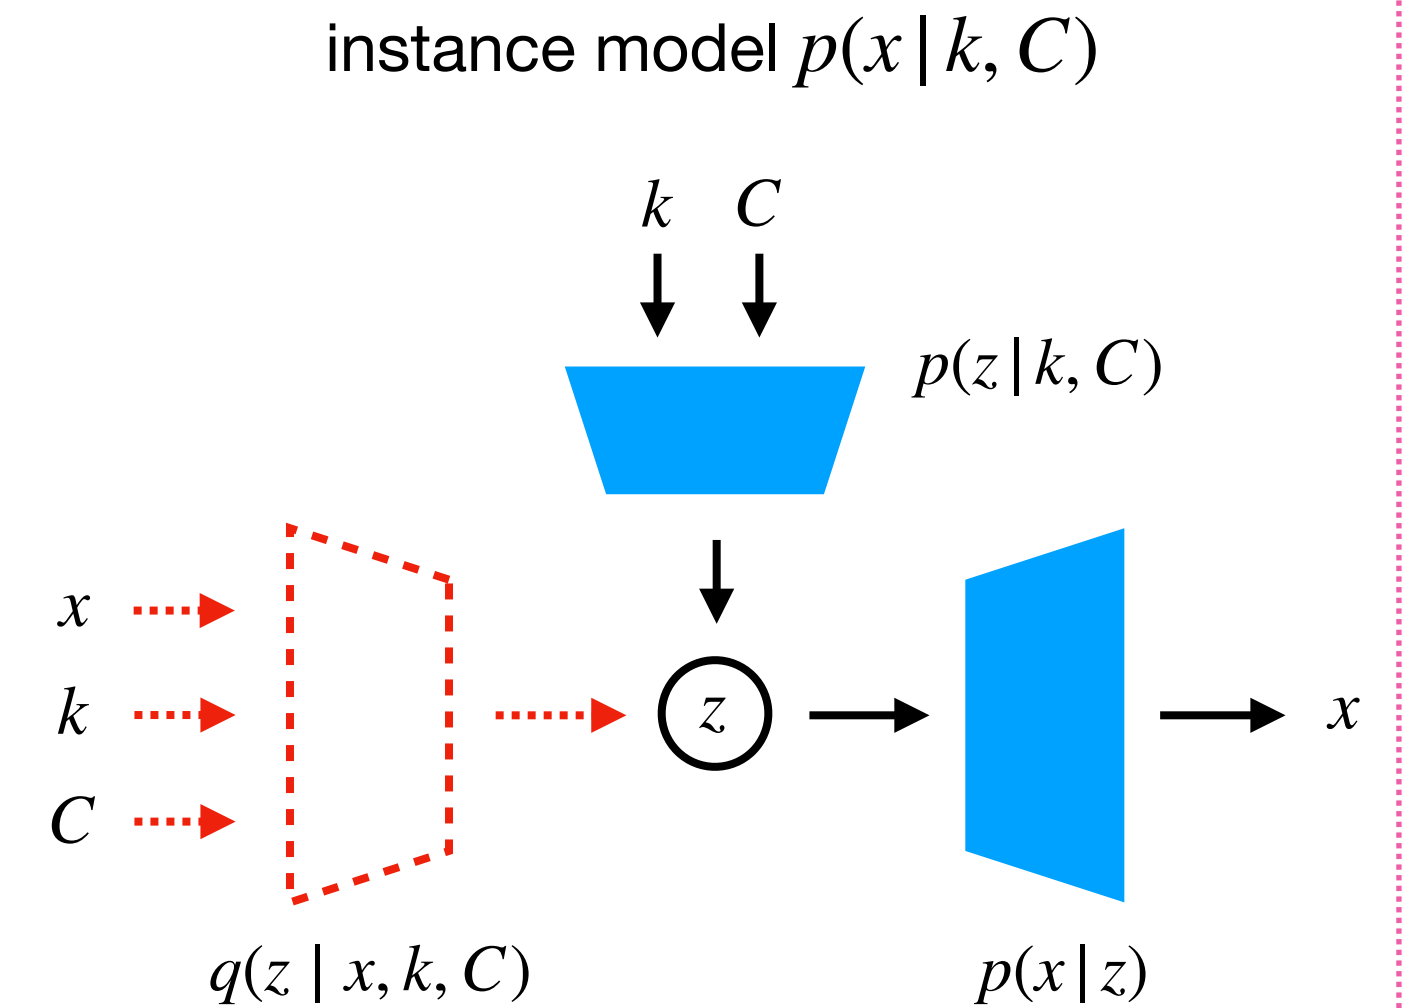 instance model p(x | k, C)
k C
p(z | k, C)
x
k
C
z
x
q(z | x, k, C)
p(x | z)